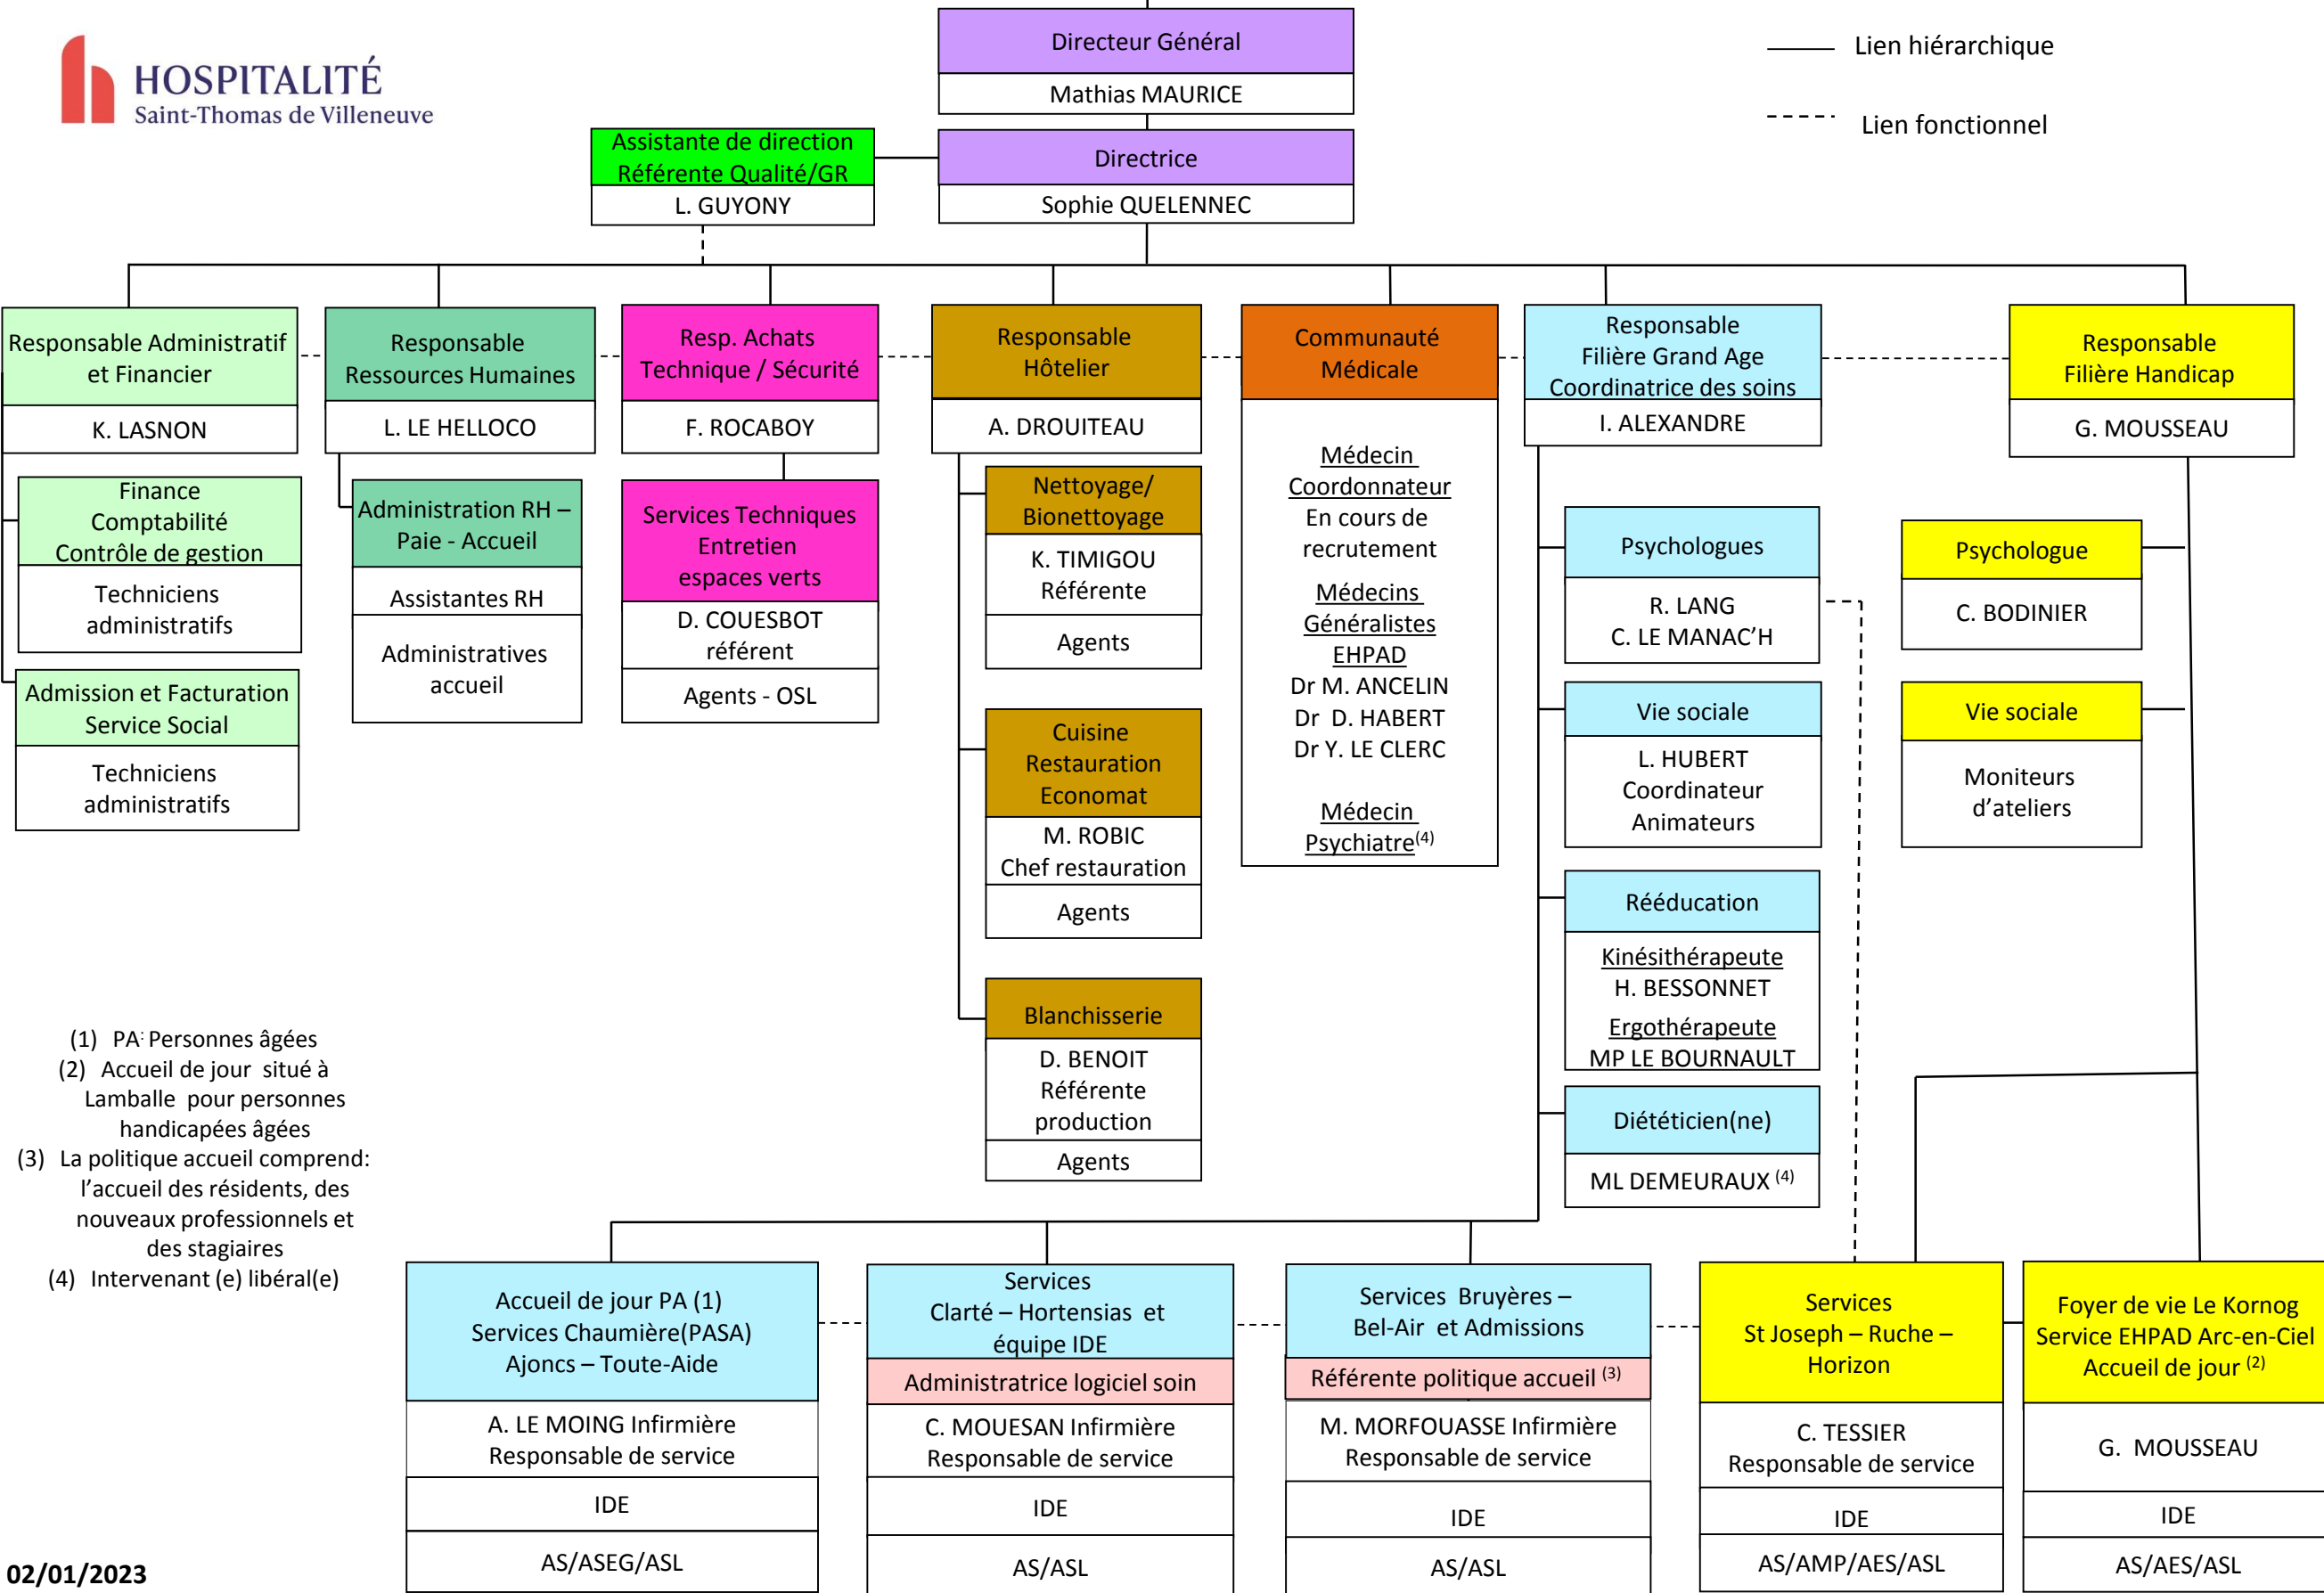 HOSPITALITÉ
Saint-Thomas de Villeneuve
Directeur Général
Mathias MAURICE
Lien hiérarchique
Lien fonctionnel
Assistante de direction
Référente Qualité/GR
L. GUYONY
Directrice
Sophie QUELENNEC
Responsable Administratif
et Financier
K. LASNON
Finance
Comptabilité
Contrôle de gestion
Techniciens
administratifs
Admission et Facturation
Service Social
Techniciens
administratifs
Responsable
Ressources Humaines
L. LE HELLOCO
Administration RH –
Paie - Accueil
Assistantes RH
Administratives
accueil
Resp. Achats
Technique / Sécurité
F. ROCABOY
Services Techniques
Entretien
espaces verts
D. COUESBOT
référent
Agents - OSL
Responsable
Hôtelier
A. DROUITEAU
Nettoyage/
Bionettoyage
K. TIMIGOU
Référente
Agents
Cuisine
Restauration
Economat
M. ROBIC
Chef restauration
Agents
Blanchisserie
D. BENOIT
Référente
production
Agents
Communauté
Médicale
Médecin
Coordonnateur
En cours de
recrutement
Médecins
Généralistes
EHPAD
Dr M. ANCELIN
Dr D. HABERT
Dr Y. LE CLERC
Médecin
Psychiatre(4)
Responsable
Filière Grand Age
Coordinatrice des soins
I. ALEXANDRE
Psychologues
R. LANG
C. LE MANAC’H
Vie sociale
L. HUBERT
Coordinateur
Animateurs
Rééducation
Kinésithérapeute
H. BESSONNET
Ergothérapeute
MP LE BOURNAULT
Diététicien(ne)
ML DEMEURAUX (4)
Responsable
Filière Handicap
G. MOUSSEAU
Psychologue
C. BODINIER
Vie sociale
Moniteurs
d’ateliers
(1) PA: Personnes âgées
(2) Accueil de jour situé à
Lamballe pour personnes
handicapées âgées
(3) La politique accueil comprend:
l’accueil des résidents, des
nouveaux professionnels et
des stagiaires
(4) Intervenant (e) libéral(e)
Accueil de jour PA (1)
Services Chaumière(PASA)
Ajoncs – Toute-Aide
A. LE MOING Infirmière
Responsable de service
IDE
AS/ASEG/ASL
Services
Clarté – Hortensias et
équipe IDE
Administratrice logiciel soin
C. MOUESAN Infirmière
Responsable de service
IDE
AS/ASL
Services Bruyères –
Bel-Air et Admissions
Référente politique accueil (3)
M. MORFOUASSE Infirmière
Responsable de service
IDE
AS/ASL
Services
St Joseph – Ruche –
Horizon
C. TESSIER
Responsable de service
IDE
AS/AMP/AES/ASL
Foyer de vie Le Kornog
Service EHPAD Arc-en-Ciel
Accueil de jour (2)
G. MOUSSEAU
IDE
AS/AES/ASL
02/01/2023